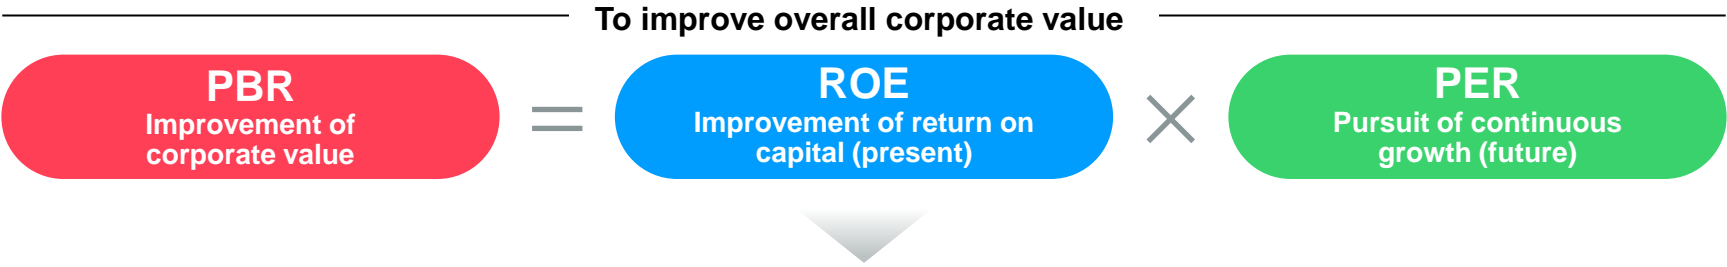 To improve overall corporate value
PBR
Improvement of
corporate value
=
ROE
Improvement of return on
capital (present)
×
PER
Pursuit of continuous
growth (future)